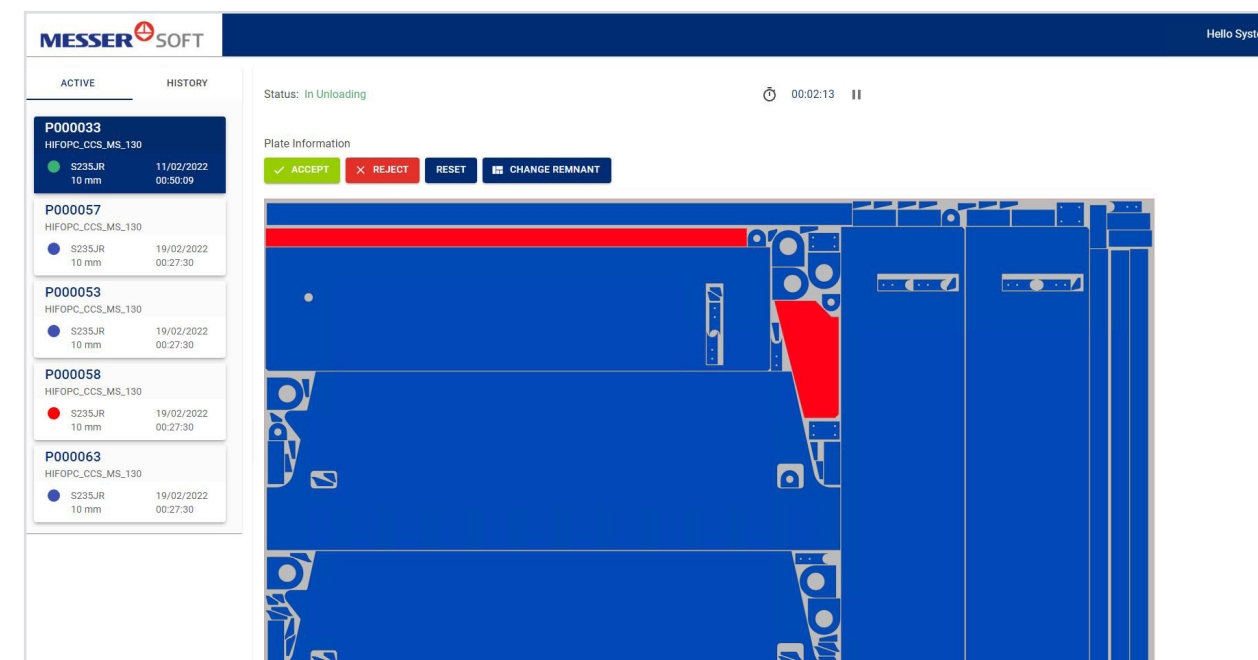 MESSER SOFT
Hello Syst
ACTIVE HISTORY
Status: In Unloading 00:02:13
P000033
HIFOPC_CCS_MS_130
S235JR 11/02/2022
10 mm 00:50:09
Plate Information
ACCEPT REJECT RESET CHANGE REMNANT
P000057
HIFOPC_CCS_MS_130
S235JR 19/02/2022
10 mm 00:27:30
P000053
HIFOPC_CCS_MS_130
S235JR 19/02/2022
10 mm 00:27:30
P000058
HIFOPC_CCS_MS_130
S235JR 19/02/2022
10 mm 00:27:30
P000063
HIFOPC_CCS_MS_130
S235JR 19/02/2022
10 mm 00:27:30